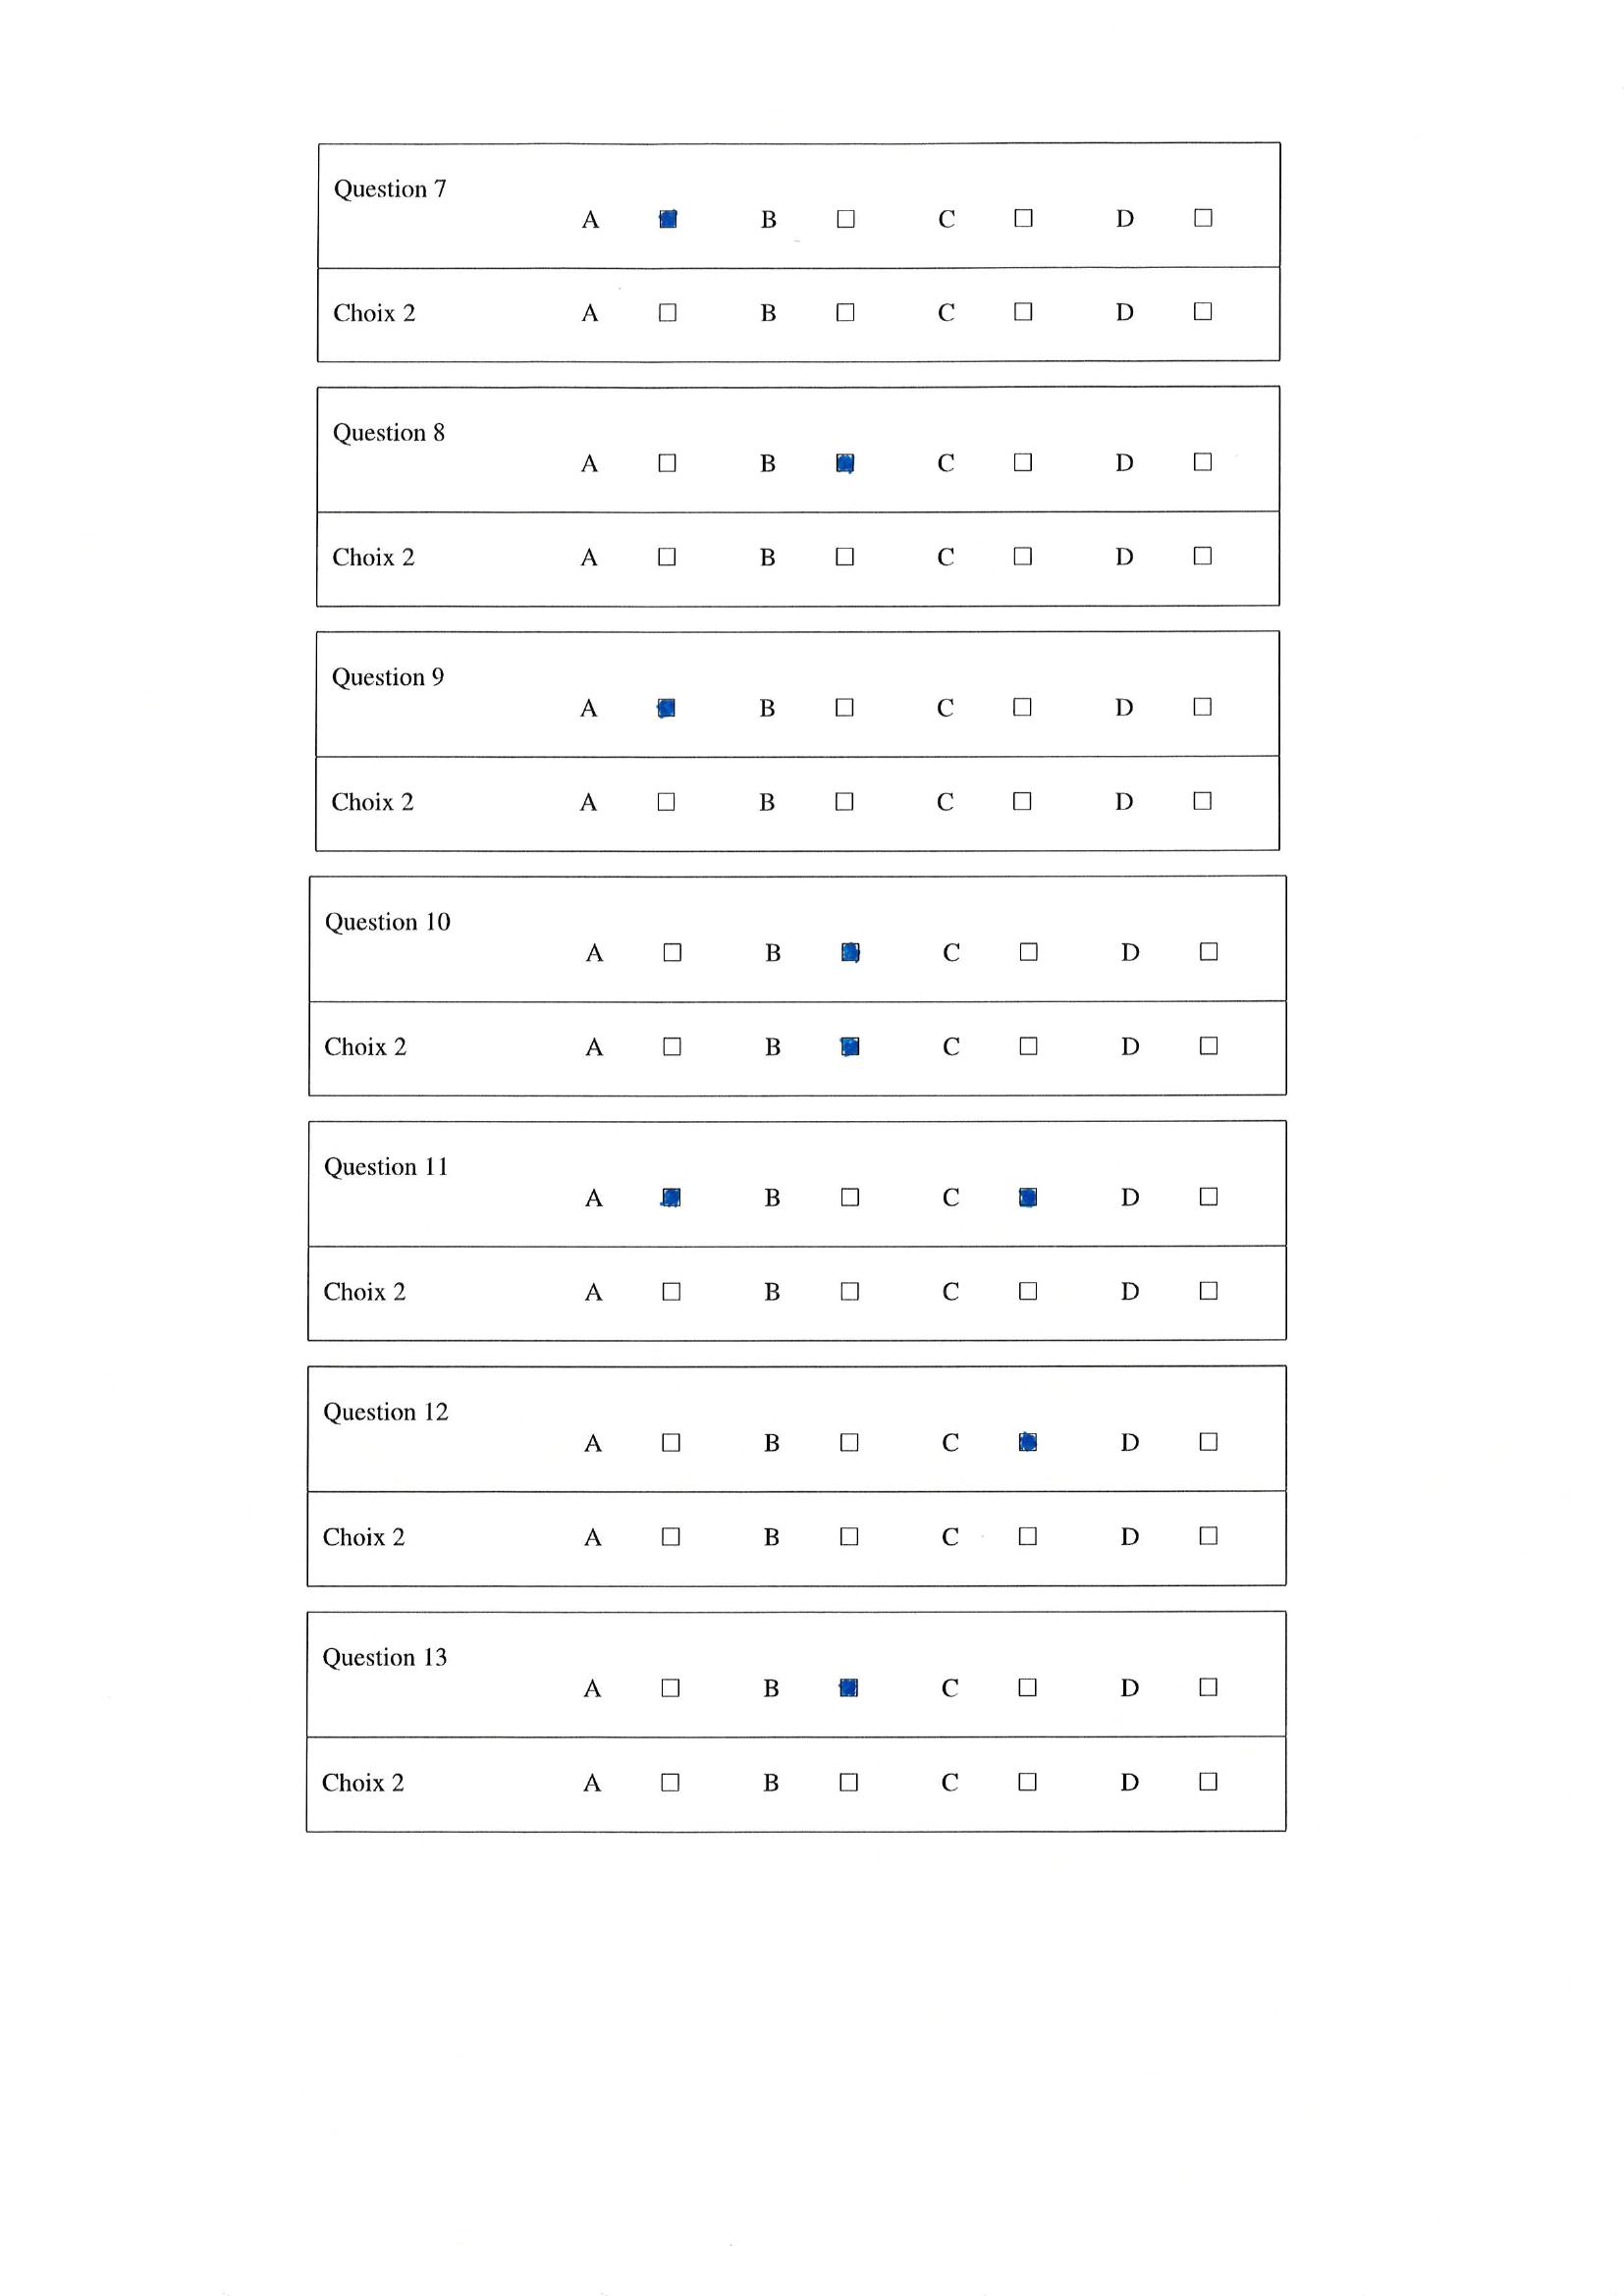 Question 7
A ■ B □ C □ D □
Choix 2 A □ B □ C □ D □
Question 8
A □ B ■ C □ D □
Choix 2 A □ B □ C □ D □
Question 9
A ■ B □ C □ D □
Choix 2 A □ B □ C □ D □
Question 10
A □ B ■ C □ D □
Choix 2 A □ B ■ C □ D □
Question 11
A ■ B □ C ■ D □
Choix 2 A □ B □ C □ D □
Question 12
A □ B □ C ■ D □
Choix 2 A □ B □ C □ D □
Question 13
A □ B ■ C □ D □
Choix 2 A □ B □ C □ D □